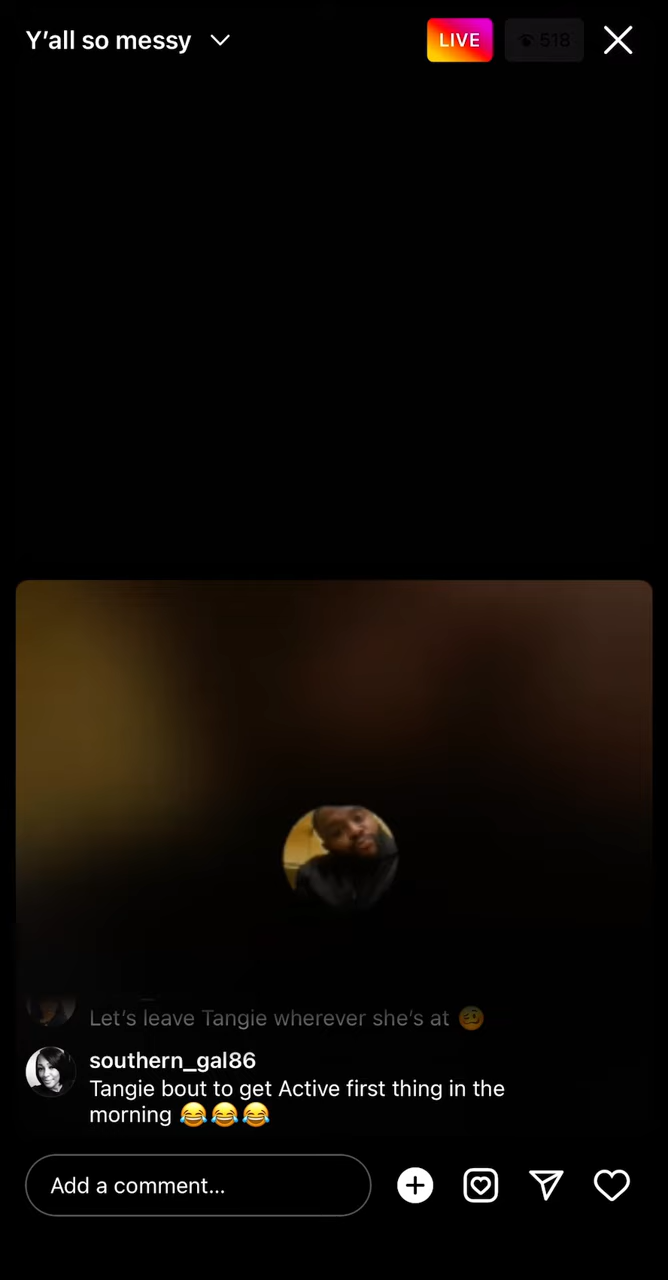 Y’all so messy
LIVE
518
Let’s leave Tangie wherever she’s at 🥴
southern_gal86
Tangie bout to get Active first thing in the
morning 😂😂😂
Add a comment...